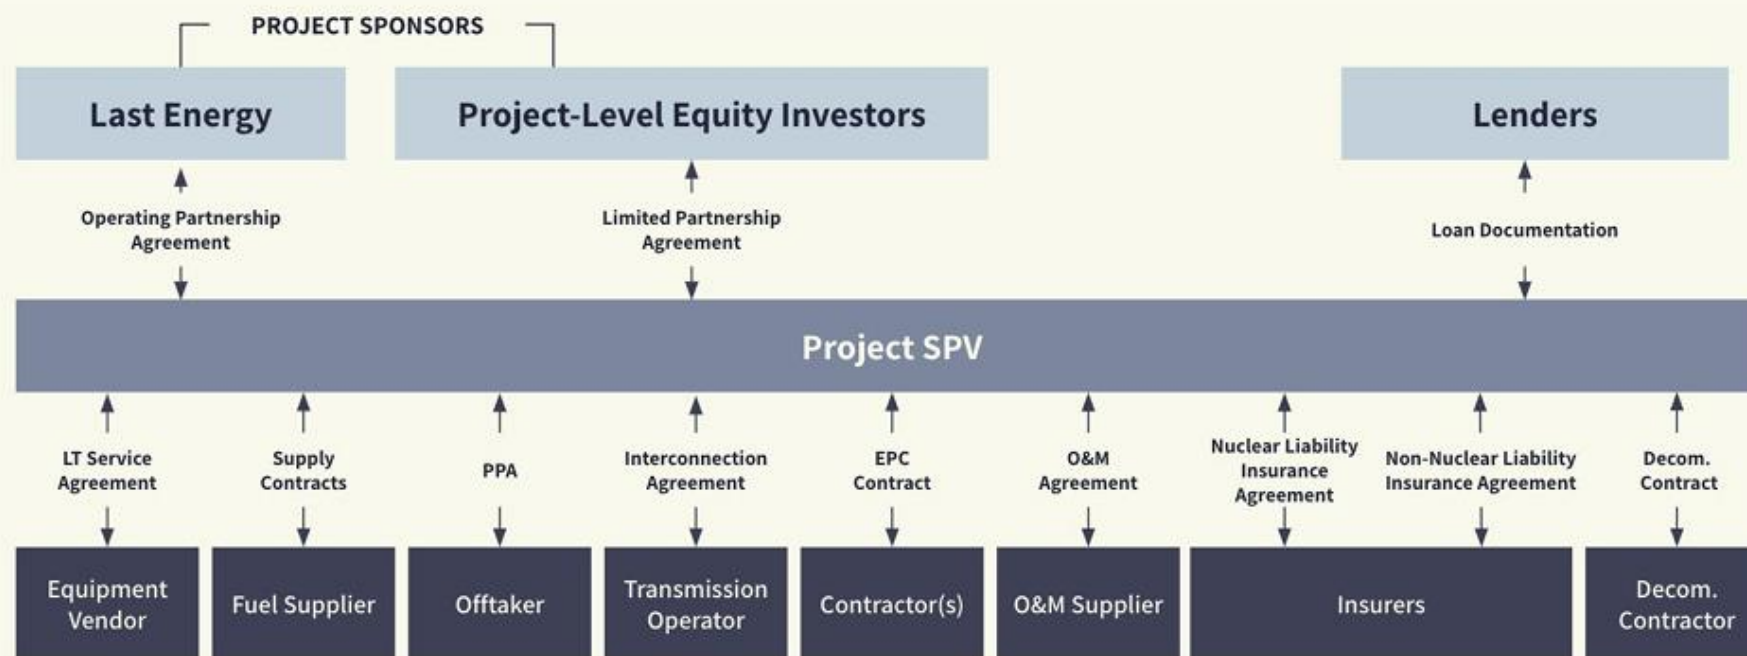 PROJECT SPONSORS
Last Energy
Project-Level Equity Investors
Lenders
Operating Partnership
Agreement
Limited Partnership
Agreement
Loan Documentation
Project SPV
LT Service
Agreement
Supply
Contracts
PPA
Interconnection
Agreement
EPC
Contract
O&M
Agreement
Nuclear Liability
Insurance
Agreement
Non-Nuclear Liability
Insurance Agreement
Decom.
Contract
Equipment
Vendor
Fuel Supplier
Offtaker
Transmission
Operator
Contractor(s)
O&M Supplier
Insurers
Decom.
Contractor